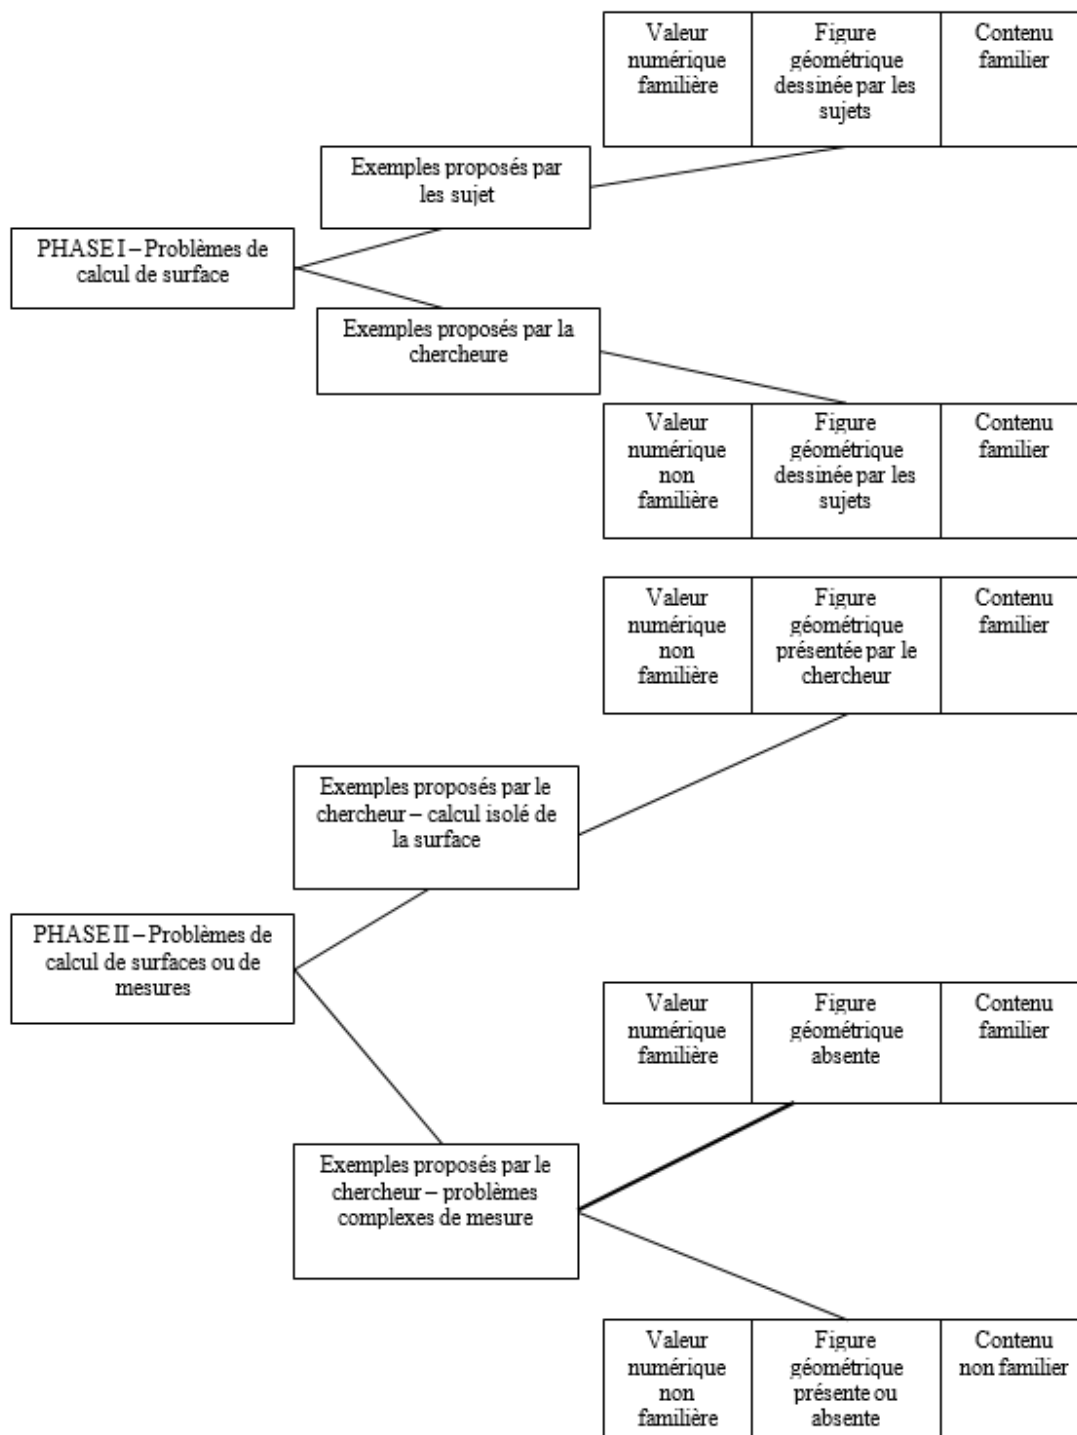 Valeur
numérique
familière
Figure
géométrique
dessinée par les
sujets
Contenu
familier
Exemples proposés par
les sujet
PHASE I – Problèmes de
calcul de surface
Exemples proposés par la
chercheure
Valeur
numérique
non
familière
Figure
géométrique
dessinée par les
sujets
Contenu
familier
Valeur
numérique
non
familière
Figure
géométrique
présentée par le
chercheur
Contenu
familier
Exemples proposés par le
chercheur – calcul isolé de
la surface
PHASE II – Problèmes de
calcul de surfaces ou de
mesures
Valeur
numérique
familière
Figure
géométrique
absente
Contenu
familier
Exemples proposés par le
chercheur – problèmes
complexes de mesure
Valeur
numérique
non
familière
Figure
géométrique
présente ou
absente
Contenu
non familier